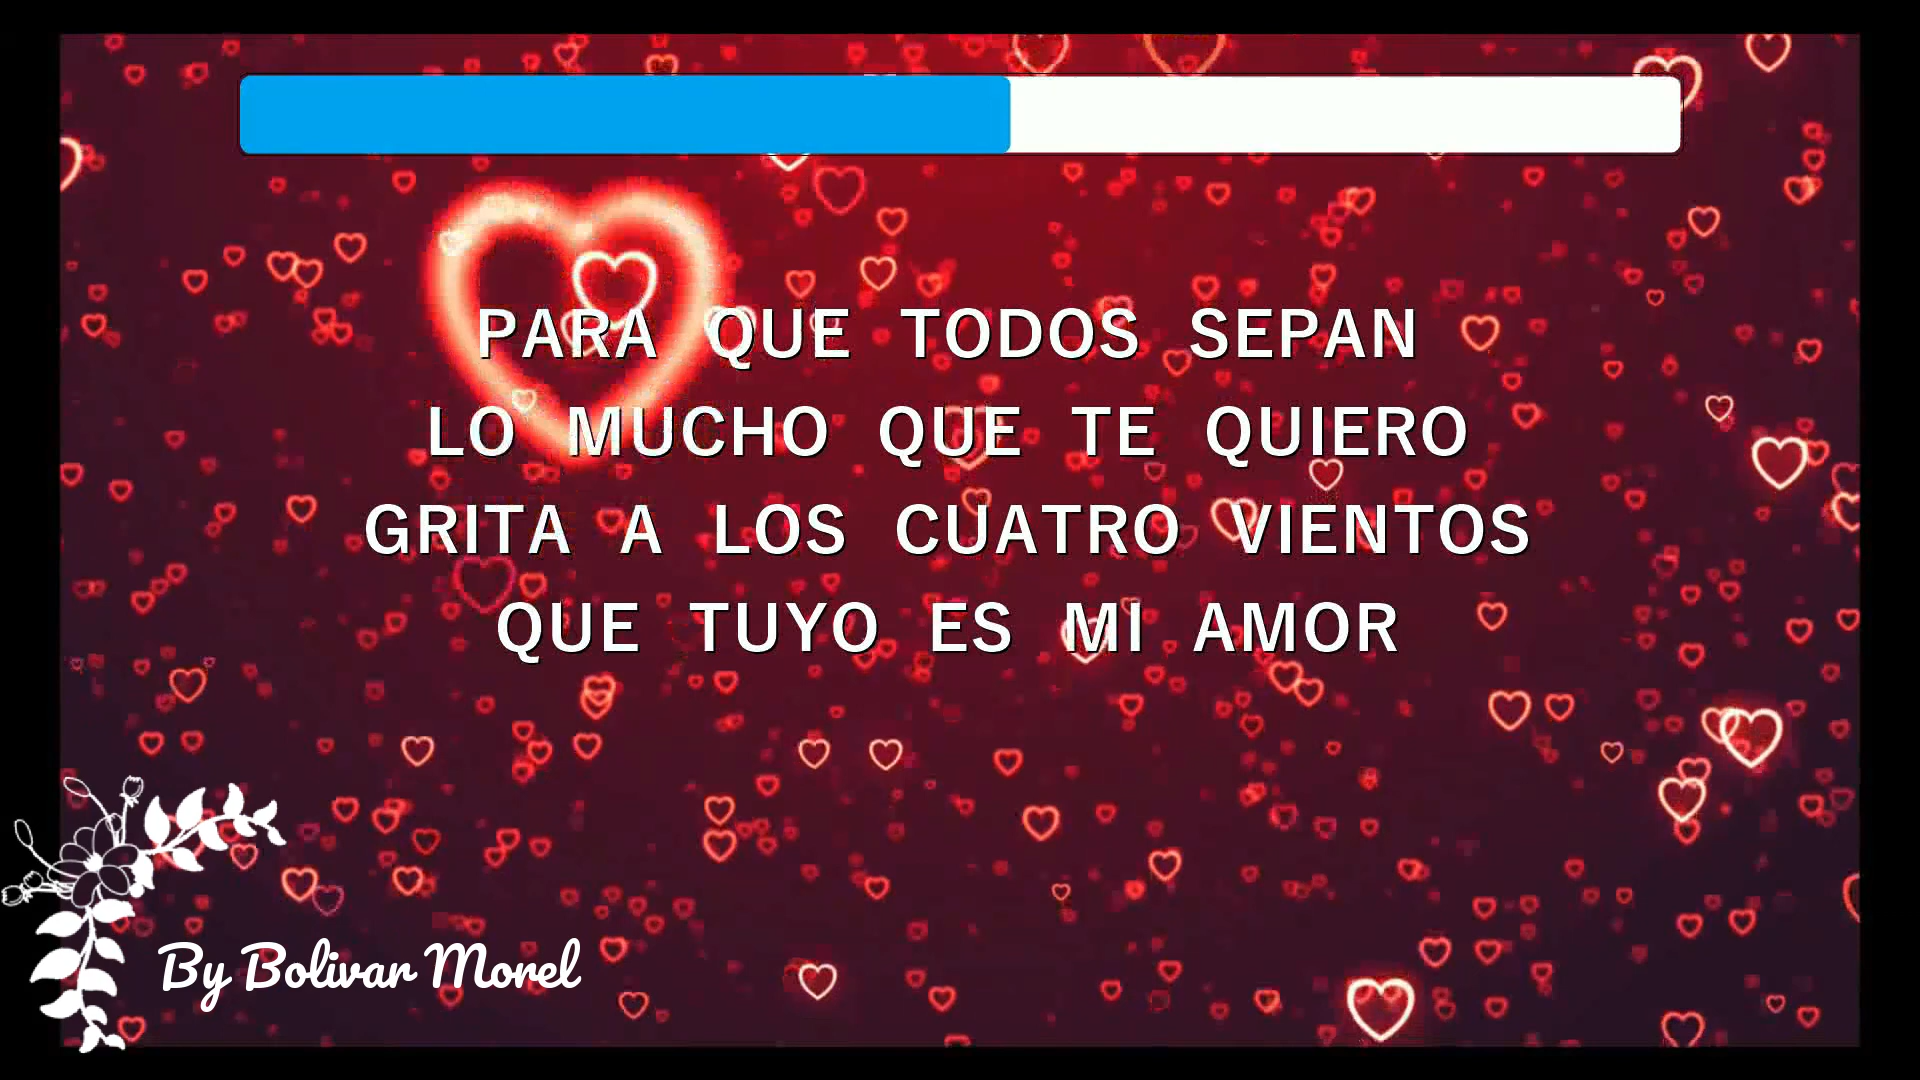 PARA QUE TODOS SEPAN
LO MUCHO QUE TE QUIERO
GRITA A LOS CUATRO VIENTOS
QUE TUYO ES MI AMOR
By Bolivar Morel